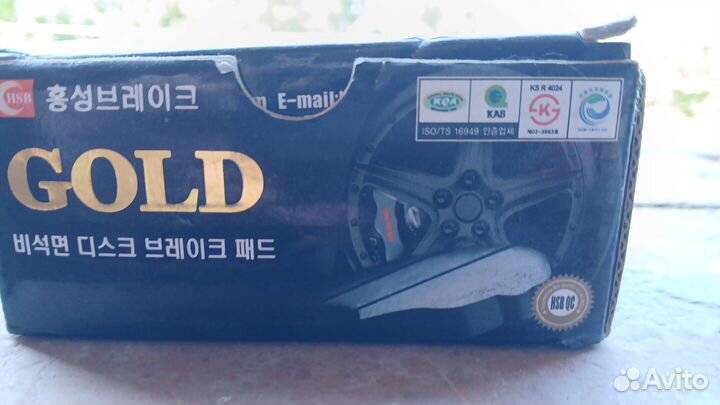 HSB 홍성브레이크
m E-mail:
GOLD
비석면 디스크 브레이크 패드
KQA
KAB
KS R 4024
ISO/TS 16949 인증업체
HSB QC
Avito